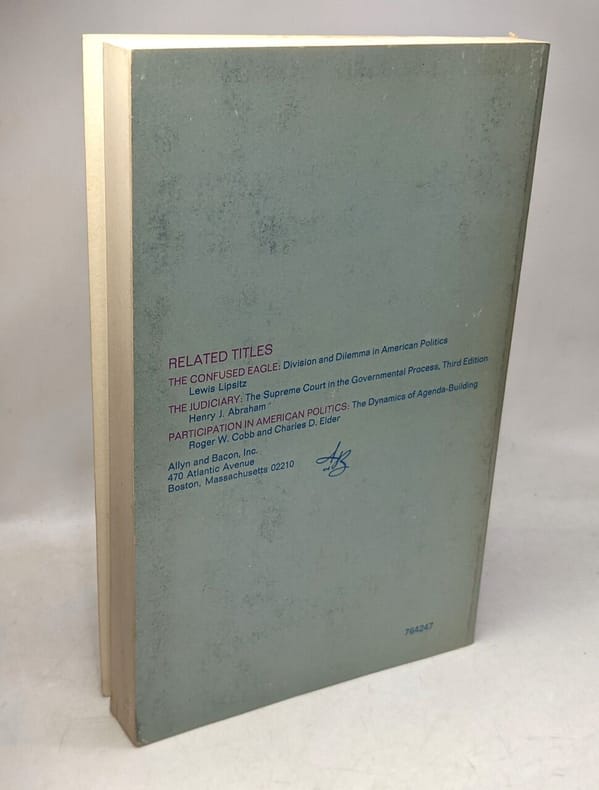 RELATED TITLES
THE CONFUSED EAGLE: Division and Dilemma in American Politics
Lewis Lipsitz
THE JUDICIARY: The Supreme Court in the Governmental Process, Third Edition
Henry J. Abraham
PARTICIPATION IN AMERICAN POLITICS: The Dynamics of Agenda-Building
Roger W. Cobb and Charles D. Elder
Allyn and Bacon, Inc.
470 Atlantic Avenue
Boston, Massachusetts 02210
A and B
764247